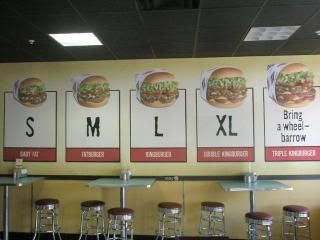 S
M
L
XL
Bring
a wheel-
barrow
BABY FAT
FATBURGER
KINGBURGER
DOUBLE KINGBURGER
TRIPLE KINGBURGER